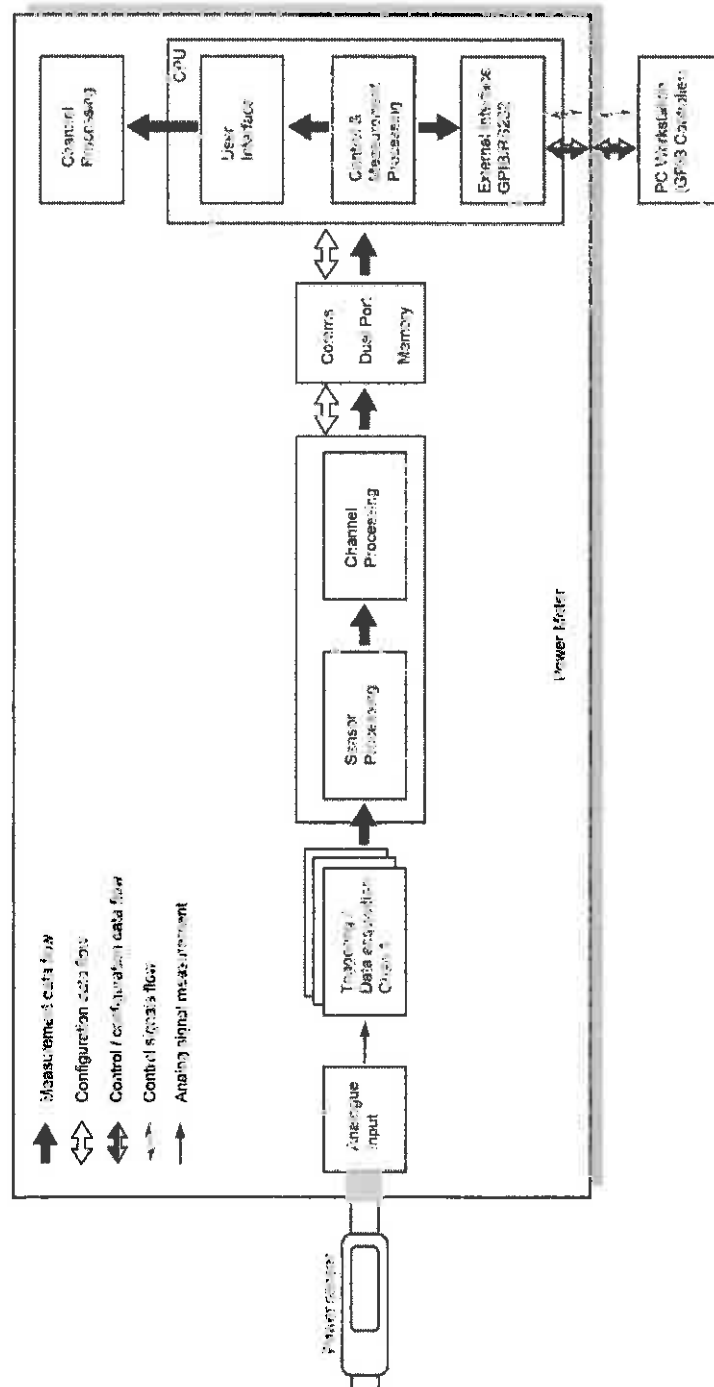 Measurement data flow
Configuration data flow
Control / configuration data flow
Control signals flow
Analog signal measurement
Power sensor
Analogue
Input
Triggering /
Data acquisition
Sensor
Processing
Channel
Processing
Comms
Dual Port
Memory
CPU
Channel
Processing
User
Interface
Control &
Measurement
Processing
External Interface
GPIB/RS232
PC Workstation
(GPIB Controller)
Power Meter